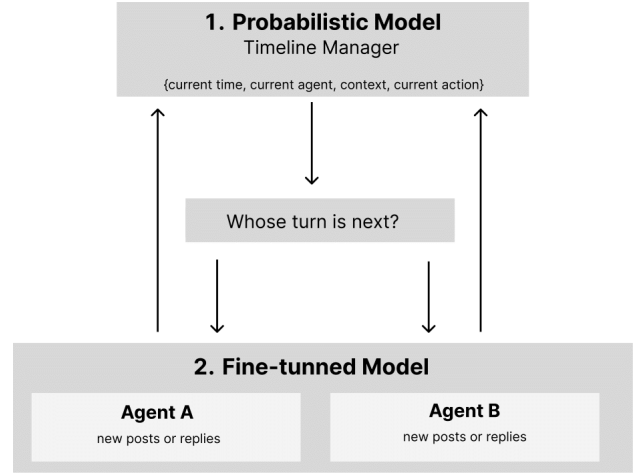 1. Probabilistic Model
Timeline Manager
{current time, current agent, context, current action}
Whose turn is next?
2. Fine-tunned Model
Agent A
new posts or replies
Agent B
new posts or replies